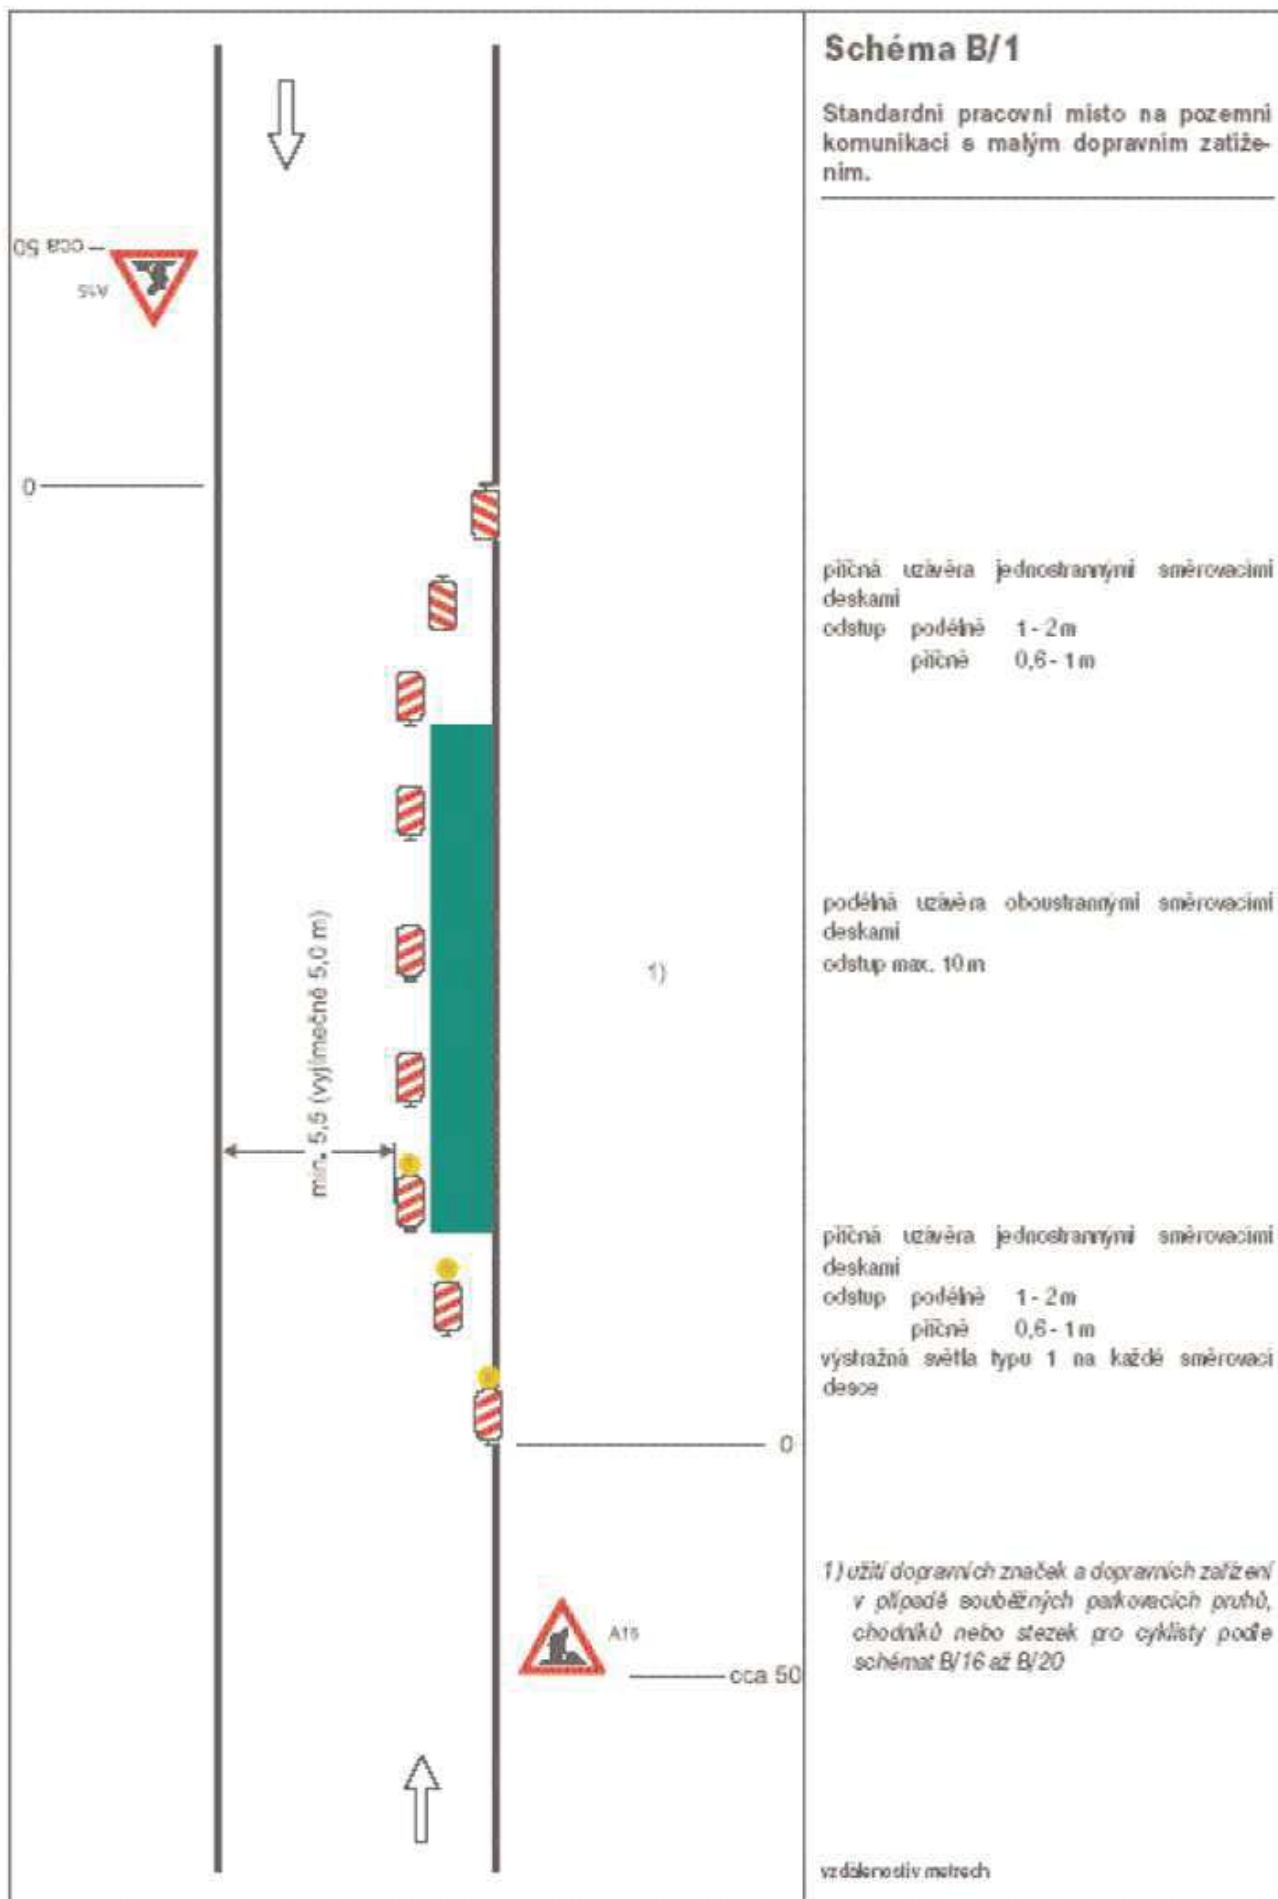 Schéma B/1
Standardní pracovní místo na pozemní
komunikaci s malým dopravním zatíže-
ním.
cca 50
A15
0
příčná uzávěra jednostrannými směrovacími
deskami
odstup podélně 1 - 2 m
příčně 0,6 - 1 m
podélná uzávěra oboustrannými směrovacími
deskami
odstup max. 10 m
1)
min. 5,5 (vyjímečně 5,0 m)
příčná uzávěra jednostrannými směrovacími
deskami
odstup podélně 1 - 2 m
příčně 0,6 - 1 m
výstražná světla typu 1 na každé směrovací
desce
0
A15
cca 50
1) užití dopravních značek a dopravních zařízení
v případě souběžných parkovacích pruhů,
chodníků nebo stezek pro cyklisty podle
schémat B/16 až B/20
vzdálenosti v metrech